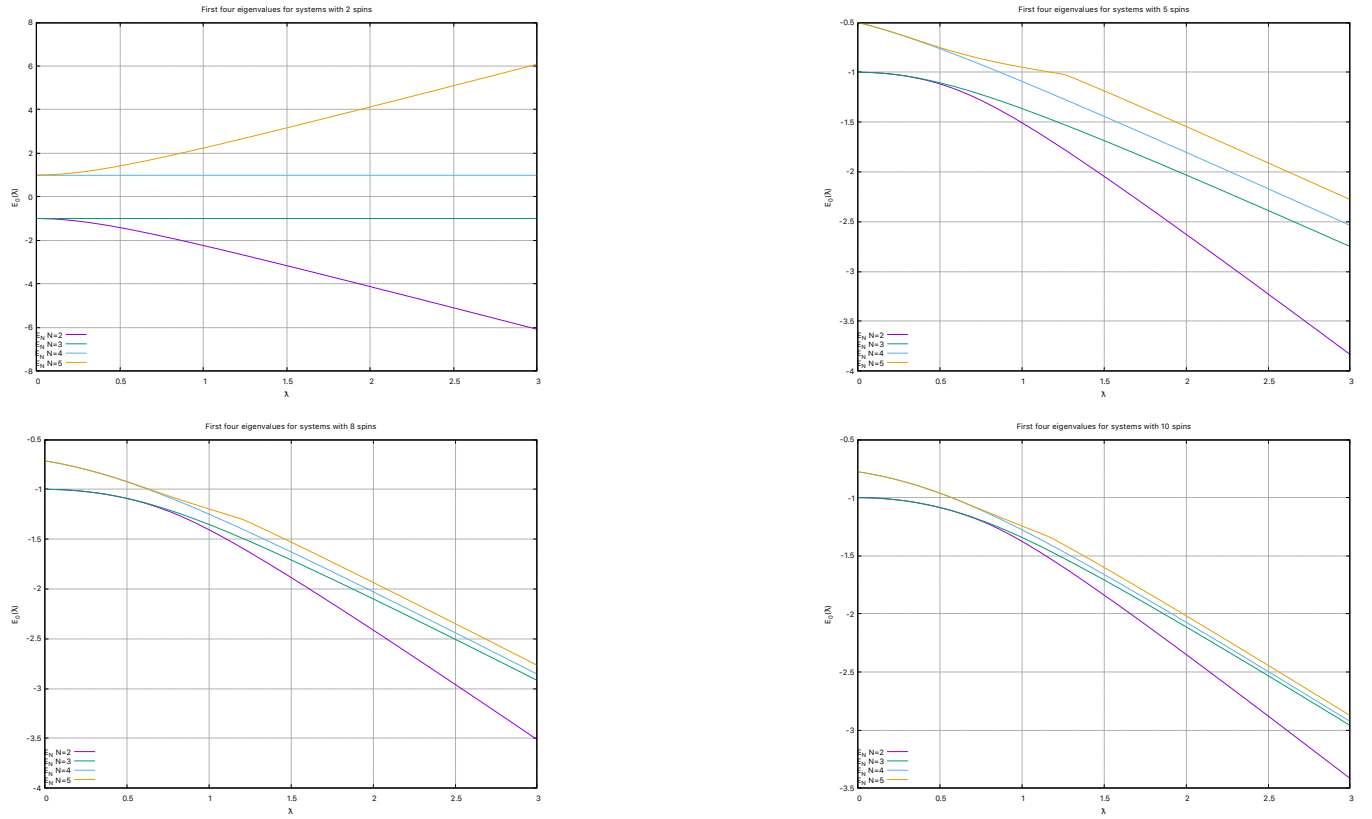 First four eigenvalues for systems with 2 spins
8
6
4
2
0
-2
-4
-6
-8
E0(λ)
EN N=2
EN N=3
EN N=4
EN N=5
0 0.5 1 1.5 2 2.5 3
λ
First four eigenvalues for systems with 5 spins
-0.5
-1
-1.5
-2
-2.5
-3
-3.5
-4
E0(λ)
EN N=2
EN N=3
EN N=4
EN N=5
0 0.5 1 1.5 2 2.5 3
λ
First four eigenvalues for systems with 8 spins
-0.5
-1
-1.5
-2
-2.5
-3
-3.5
-4
E0(λ)
EN N=2
EN N=3
EN N=4
EN N=5
0 0.5 1 1.5 2 2.5 3
λ
First four eigenvalues for systems with 10 spins
-0.5
-1
-1.5
-2
-2.5
-3
-3.5
E0(λ)
EN N=2
EN N=3
EN N=4
EN N=5
0 0.5 1 1.5 2 2.5 3
λ